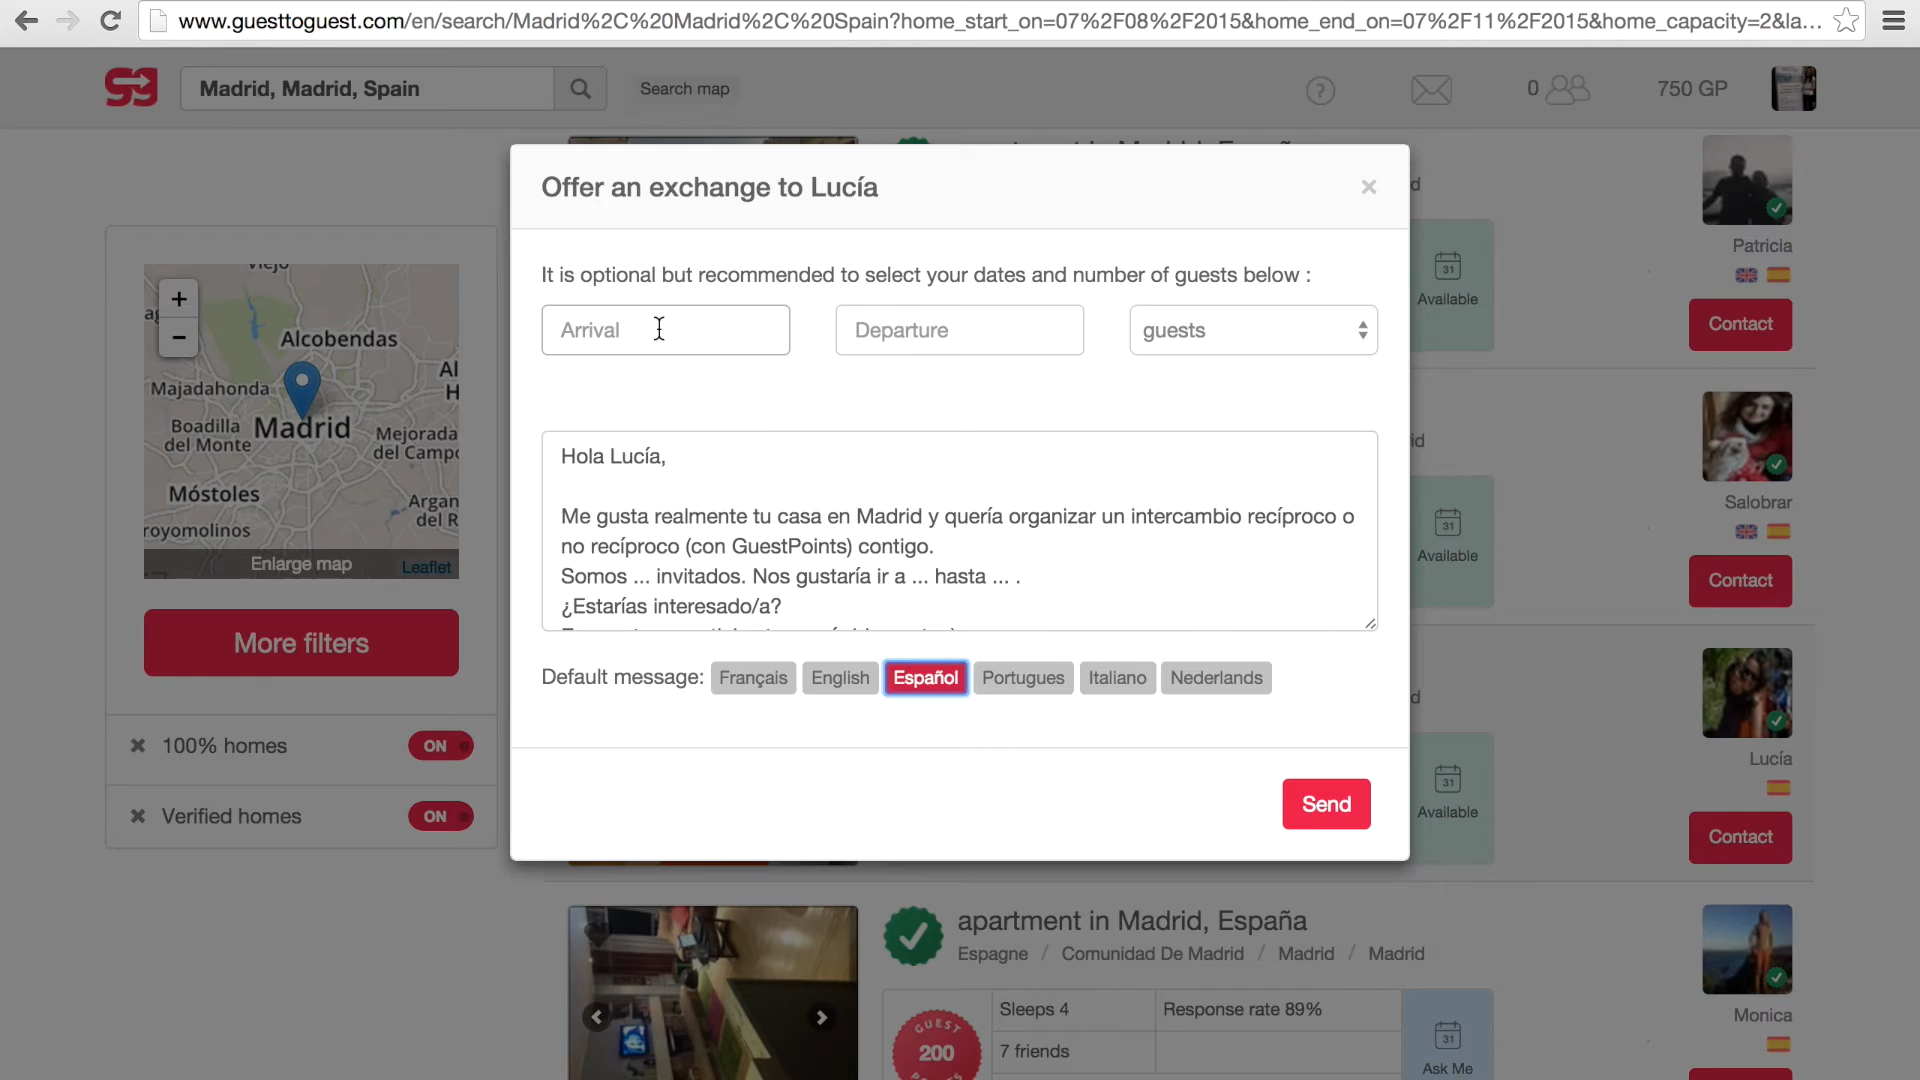 www.guesttoguest.com/en/search/Madrid%2C%20Madrid%2C%20Spain?home_start_on=07%2F08%2F2015&home_end_on=07%2F11%2F2015&home_capacity=2&la...
Madrid, Madrid, Spain
Search map
?
0
750 GP
Offer an exchange to Lucía
×
It is optional but recommended to select your dates and number of guests below :
Arrival
Departure
guests
Hola Lucía,
Me gusta realmente tu casa en Madrid y quería organizar un intercambio recíproco o
no recíproco (con GuestPoints) contigo.
Somos ... invitados. Nos gustaría ir a ... hasta ... .
¿Estarías interesado/a?
Default message: Français English Español Portugues Italiano Nederlands
Send
+
−
Alcobendas
Majadahonda
Boadilla
del Monte
Madrid
Mejorada
del Campo
Móstoles
Argan
del R
royomolinos
Enlarge map
Leaflet
More filters
100% homes
ON
Verified homes
ON
31
Available
Patricia
Contact
31
Available
Salobrar
Contact
31
Available
Lucía
Contact
apartment in Madrid, España
Espagne / Comunidad De Madrid / Madrid / Madrid
GUEST
200
Sleeps 4
Response rate 89%
7 friends
31
Ask Me
Monica